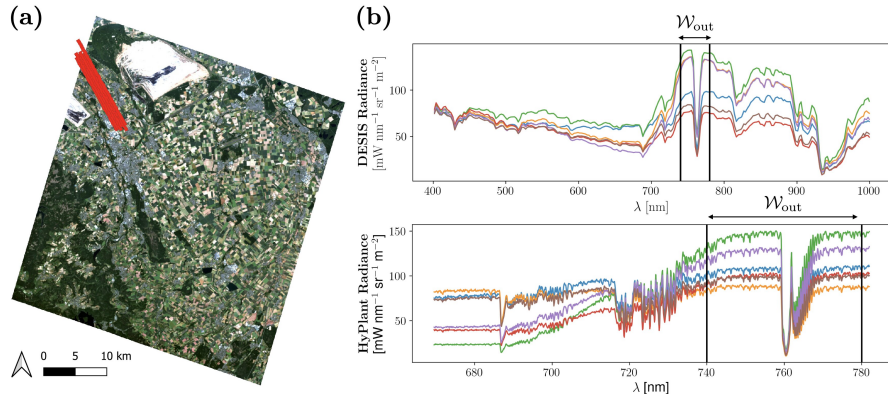 (a)
0 5 10 km
(b)
𝒲out
DESIS Radiance
[mW nm⁻¹ sr⁻¹ m⁻²]
100
50
400 500 600 700 800 900 1000
λ [nm]
𝒲out
HyPlant Radiance
[mW nm⁻¹ sr⁻¹ m⁻²]
150
100
50
680 700 720 740 760 780
λ [nm]